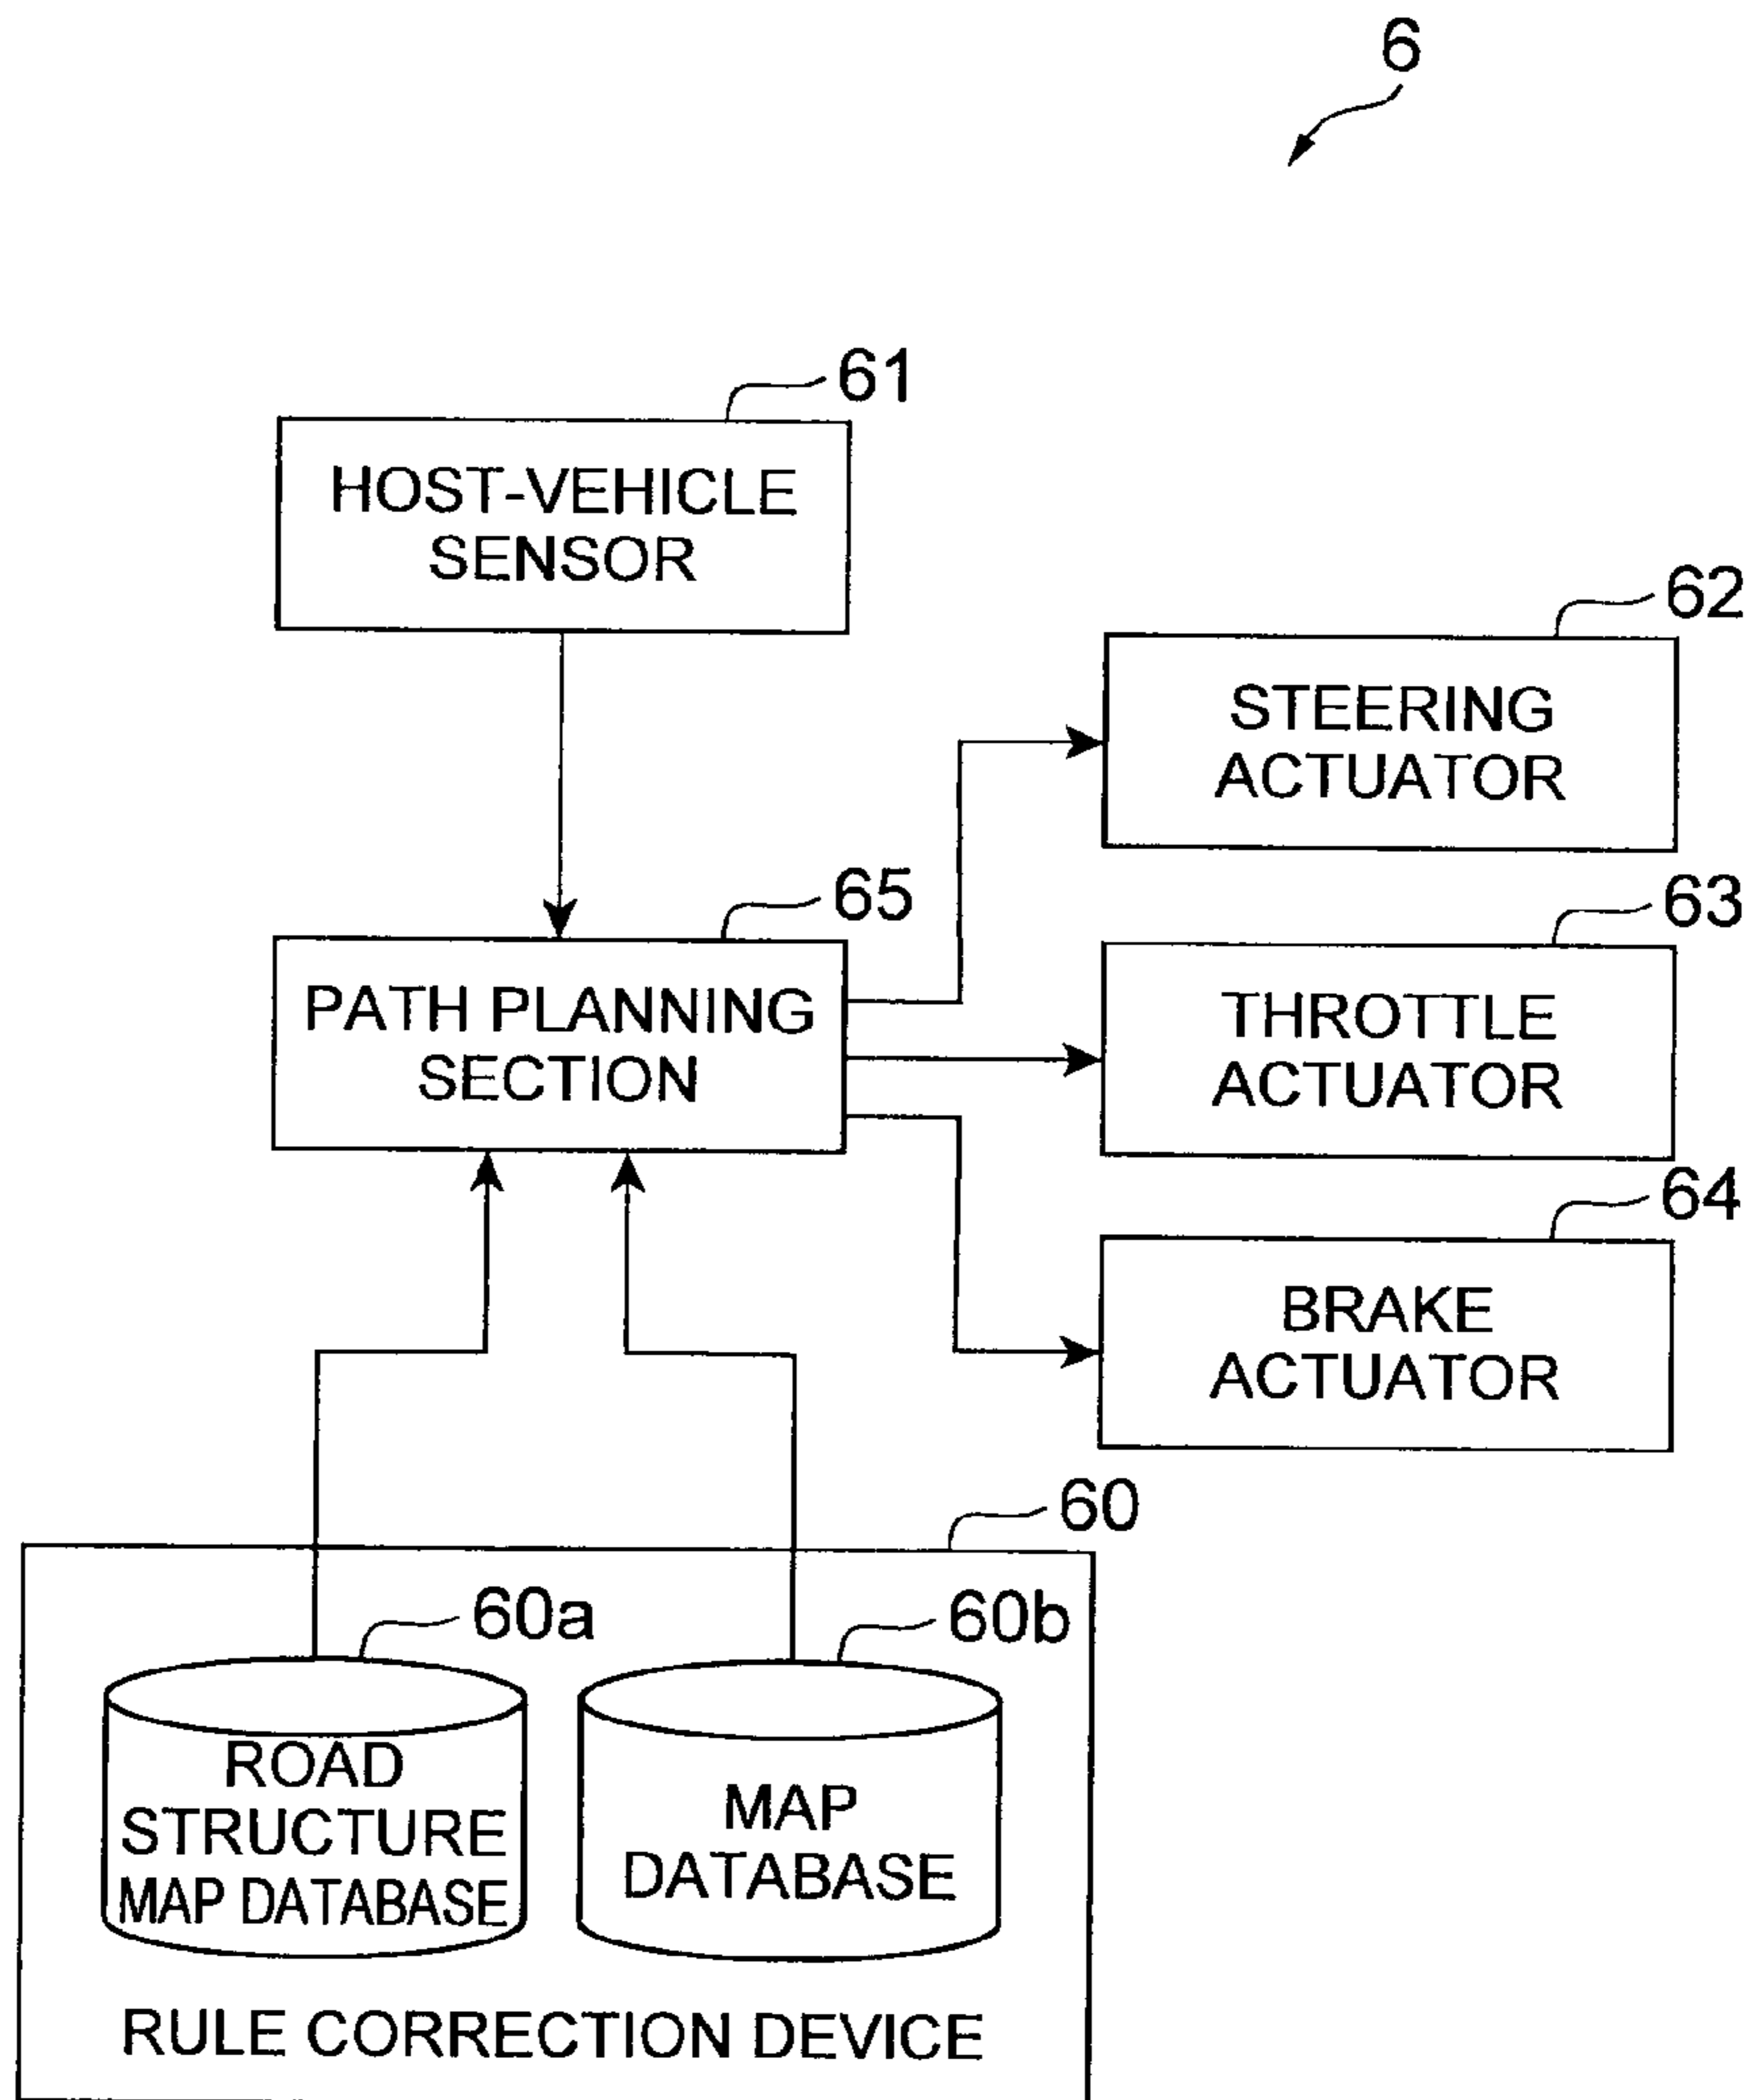 6
61
HOST-VEHICLE
SENSOR
62
STEERING
ACTUATOR
65
PATH PLANNING
SECTION
63
THROTTLE
ACTUATOR
64
BRAKE
ACTUATOR
60
60a
ROAD
STRUCTURE
MAP DATABASE
60b
MAP
DATABASE
RULE CORRECTION DEVICE